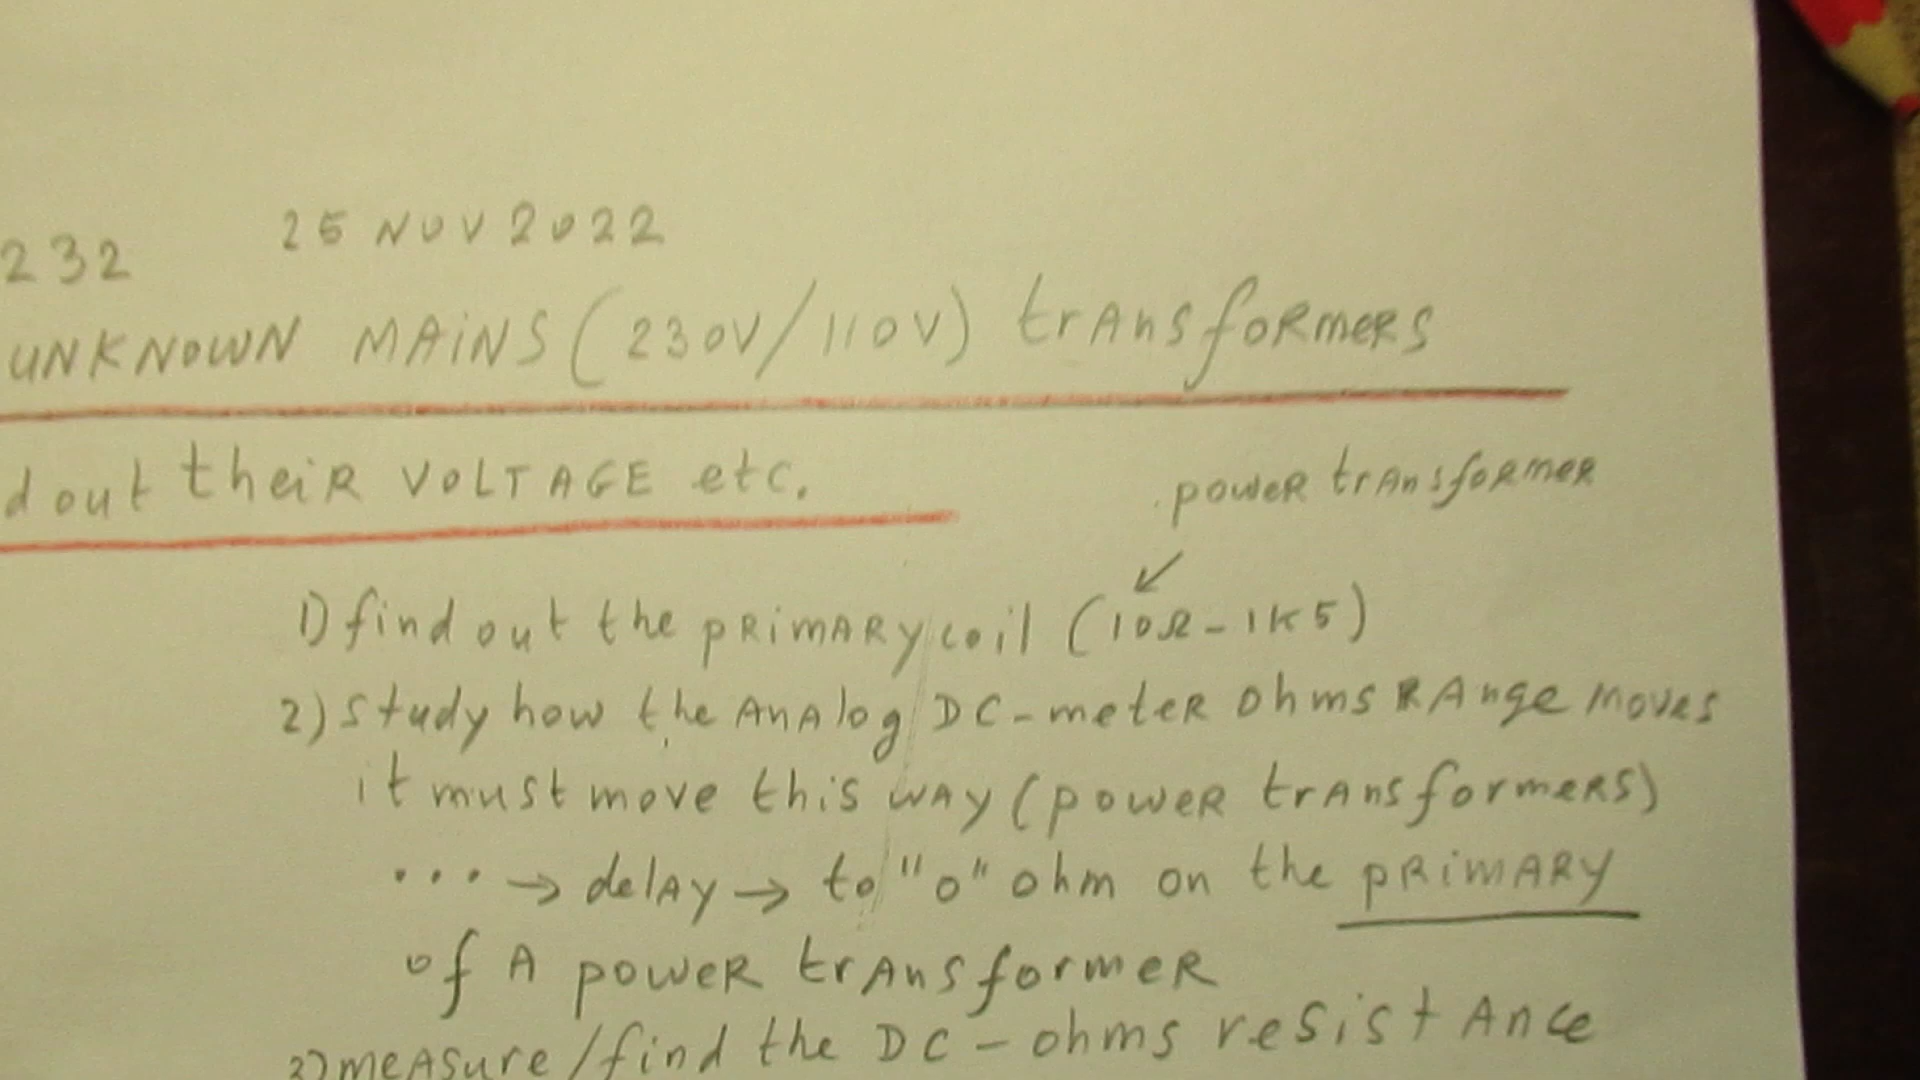 232 25 NOV 2022
UNKNOWN MAINS (230V/110V) transformers
d out their VOLTAGE etc.
power transformer
↙
1) find out the primary coil (10Ω - 1K5)
2) study how the Analog DC-meter ohms Range moves
it must move this way (power transformers)
... → delay → to "0" ohm on the primary
of A power transformer
3) measure/find the DC-ohms resistance